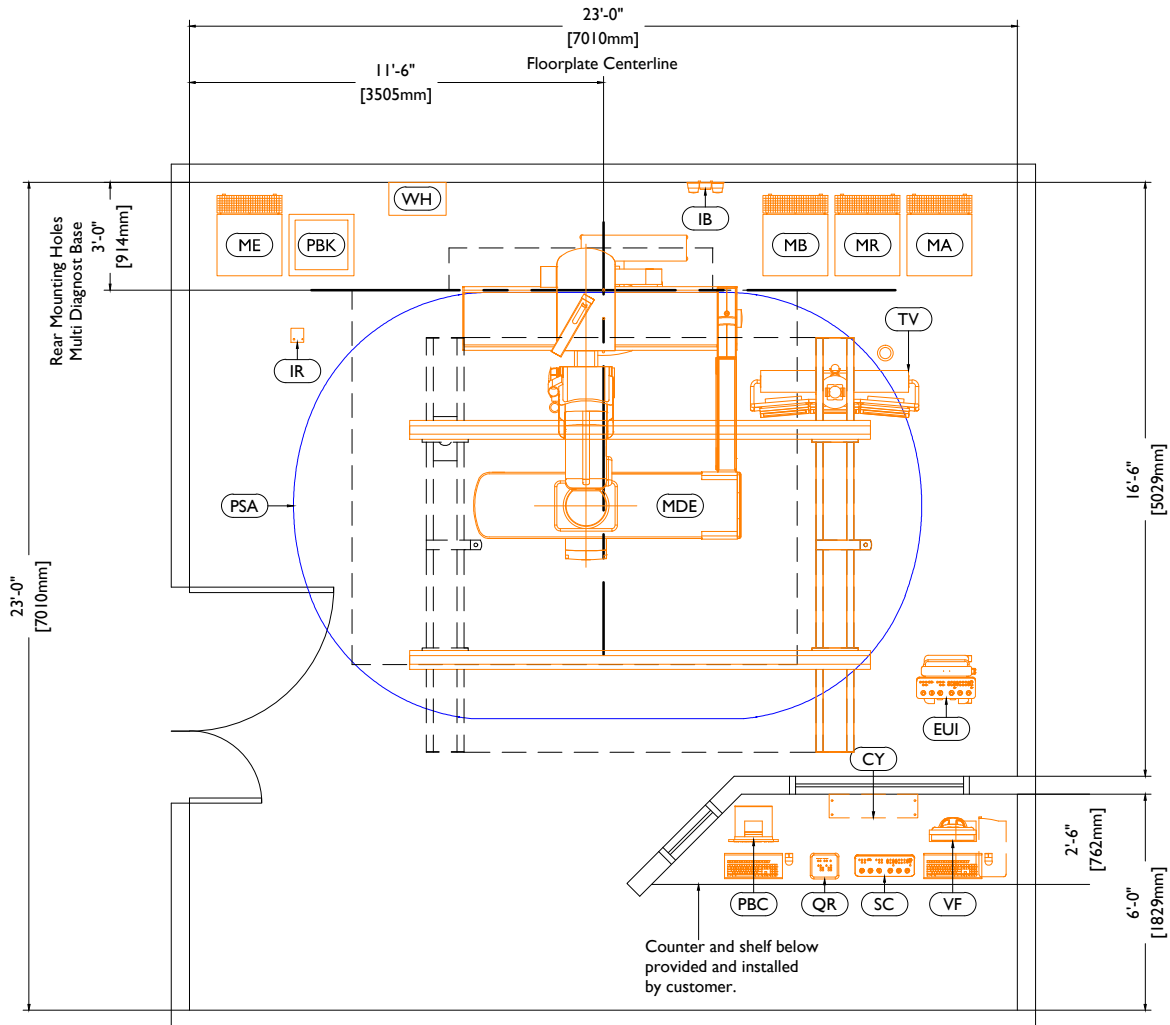 23'-0"
[7010mm]
Floorplate Centerline
11'-6"
[3505mm]
Rear Mounting Holes
Multi Diagnost Base
3'-0"
[914mm]
WH
IB
ME
PBK
MB
MR
MA
TV
IR
PSA
MDE
16'-6"
[5029mm]
23'-0"
[7010mm]
EUI
CY
2'-6"
[762mm]
6'-0"
[1829mm]
PBC
QR
SC
VF
Counter and shelf below
provided and installed
by customer.